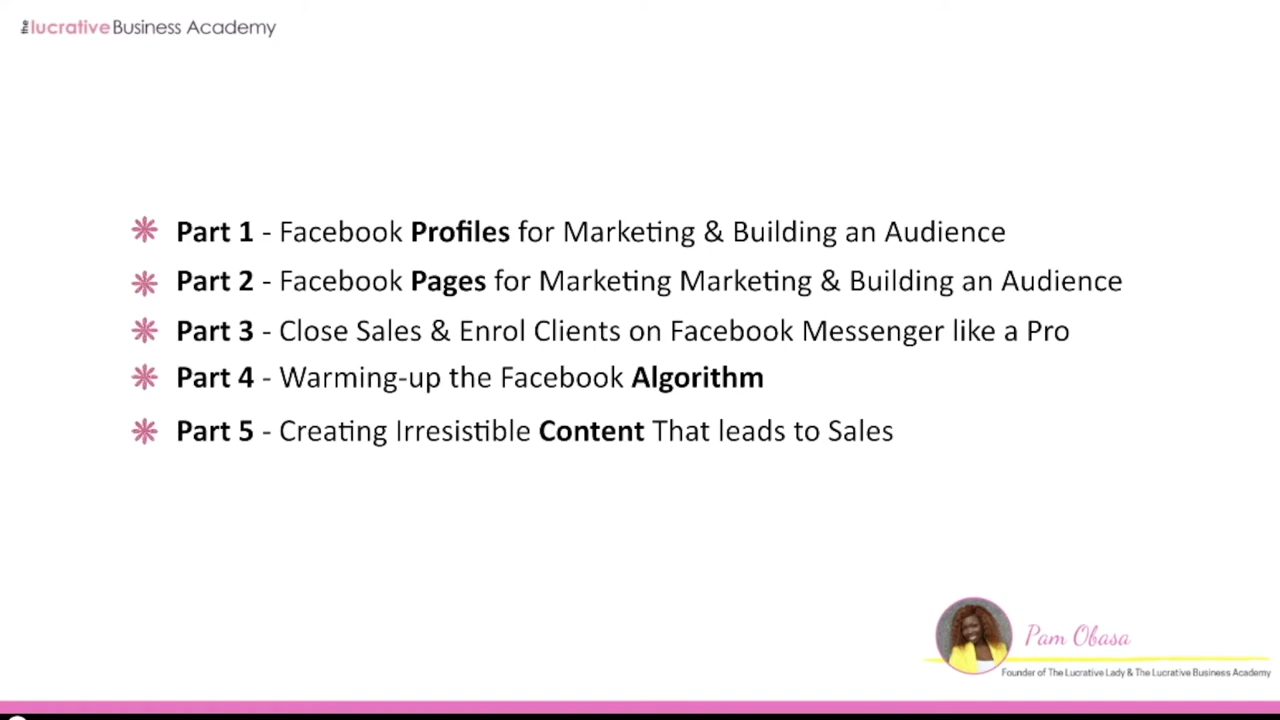 the lucrative Business Academy
Part 1 - Facebook Profiles for Marketing & Building an Audience
Part 2 - Facebook Pages for Marketing Marketing & Building an Audience
Part 3 - Close Sales & Enrol Clients on Facebook Messenger like a Pro
Part 4 - Warming-up the Facebook Algorithm
Part 5 - Creating Irresistible Content That leads to Sales
Pam Obasa
Founder of The Lucrative Lady & The Lucrative Business Academy